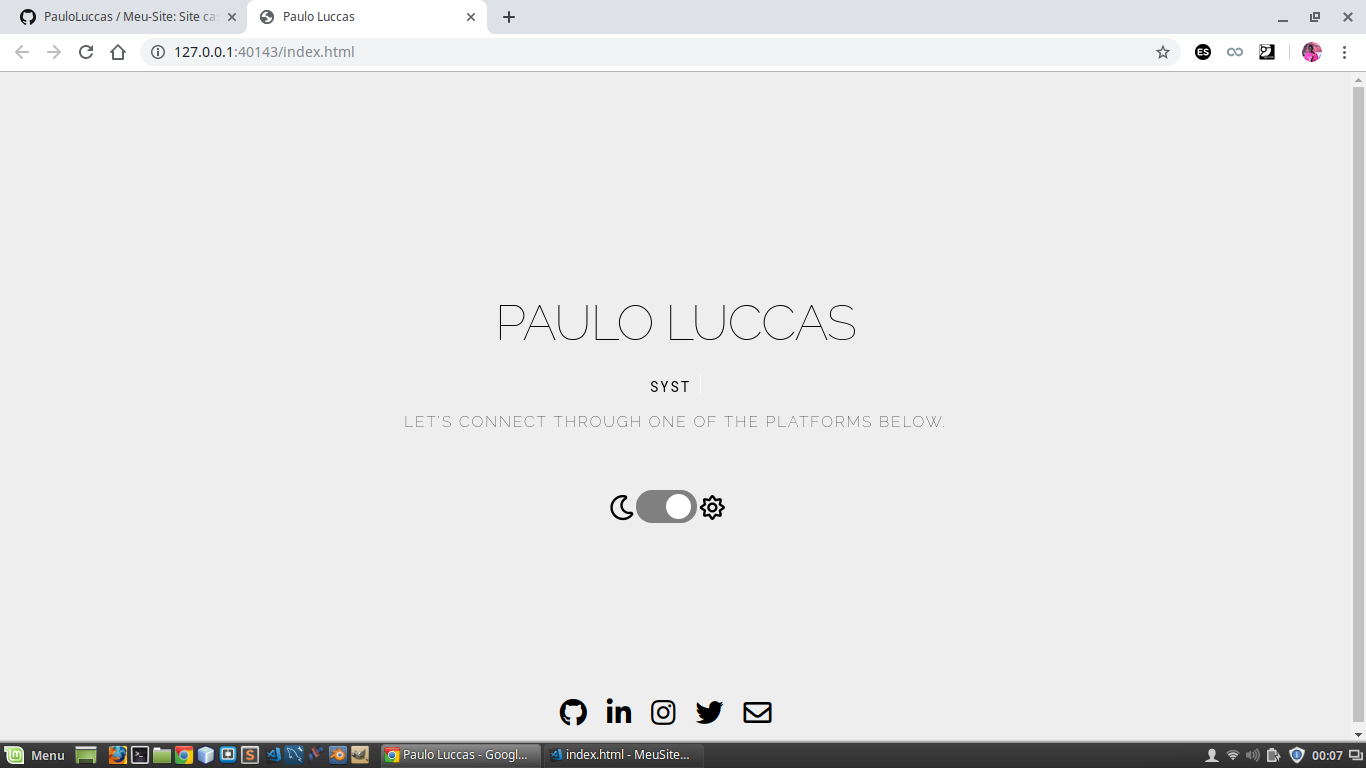 PauloLuccas / Meu-Site: Site ca
Paulo Luccas
127.0.0.1:40143/index.html
ES
PAULO LUCCAS
SYST
LET'S CONNECT THROUGH ONE OF THE PLATFORMS BELOW.
Menu
Paulo Luccas - Googl...
index.html - MeuSite...
00:07